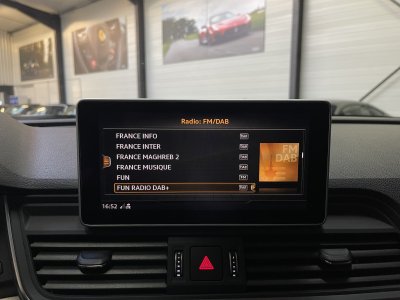 Radio: FM/DAB
FRANCE INFO
FRANCE INTER
FRANCE MAGHREB 2
FRANCE MUSIQUE
FUN FM
FUN RADIO DAB+
FM
DAB
16:52